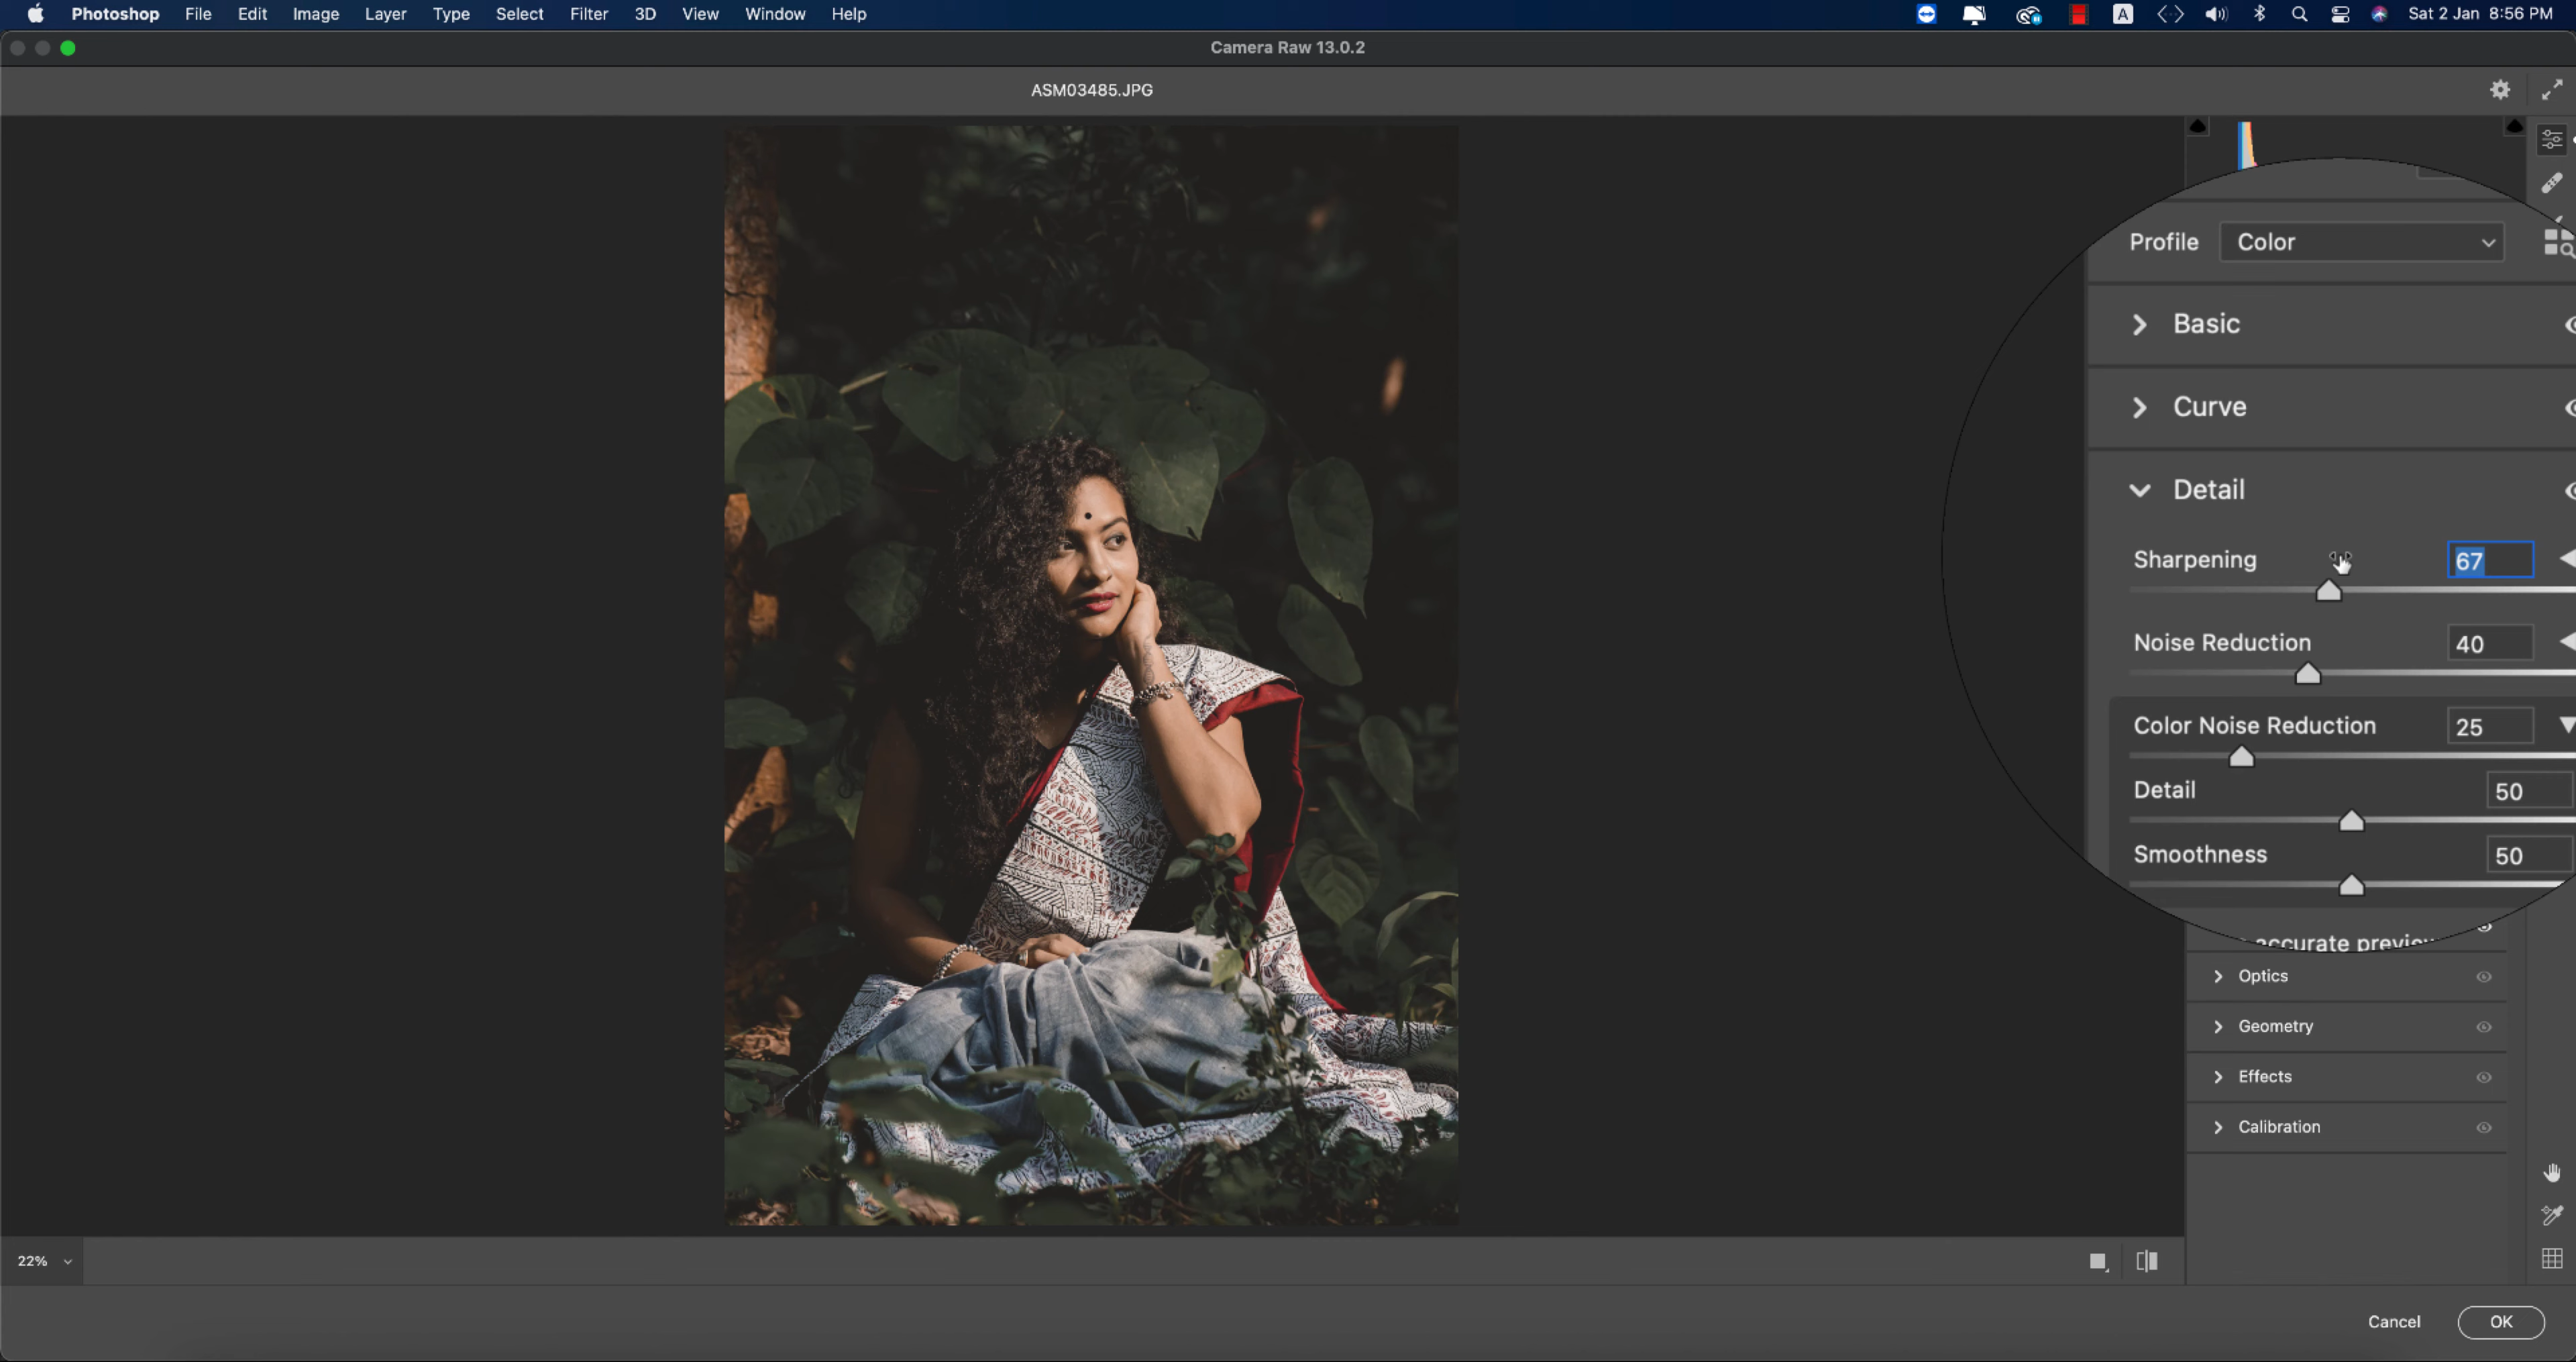 Photoshop File Edit Image Layer Type Select Filter 3D View Window Help A Sat 2 Jan 8:56 PM
Camera Raw 13.0.2
ASM03485.JPG
Profile Color
Basic
Curve
Detail
Sharpening 67
Noise Reduction 40
Color Noise Reduction 25
Detail 50
Smoothness 50
accurate preview
Optics
Geometry
Effects
Calibration
22%
Cancel OK